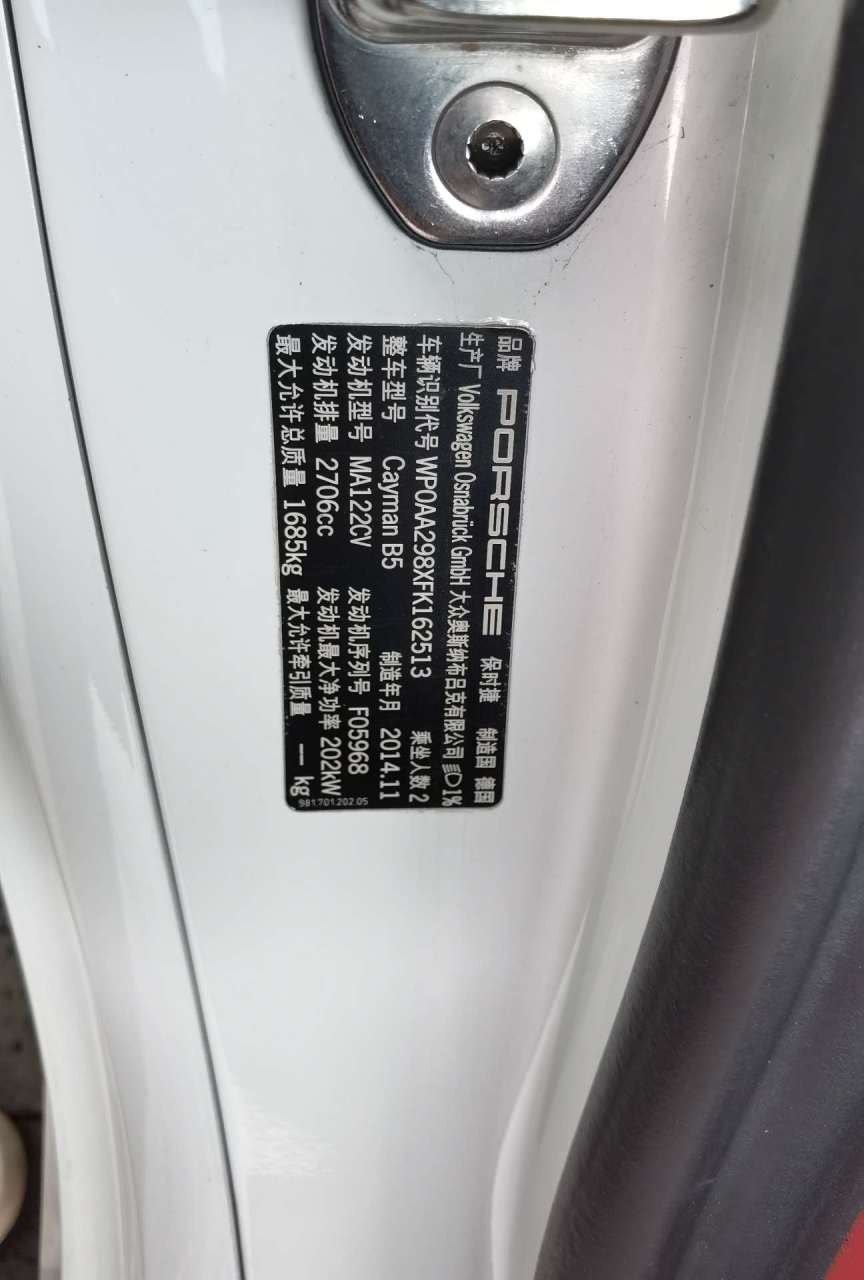 品牌 PORSCHE 保时捷 制造国 德国
生产厂 Volkswagen Osnabrück GmbH 大众奥斯纳布吕克有限公司 1%
车辆识别代号 WP0AA298XFK162513 乘坐人数 2
整车型号 Cayman B5 制造年月 2014.11
发动机型号 MA122CV 发动机序列号 F05968
发动机排量 2706cc 发动机最大净功率 202kW
最大允许总质量 1685kg 最大允许牵引质量 -- kg
981.701.202.05